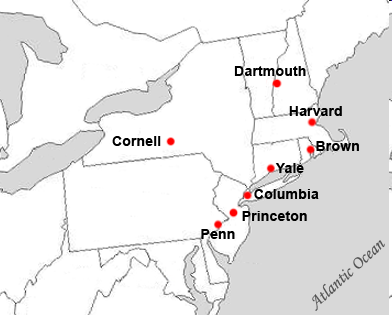 Dartmouth
Harvard
Cornell
Brown
Yale
Columbia
Princeton
Penn
Atlantic Ocean